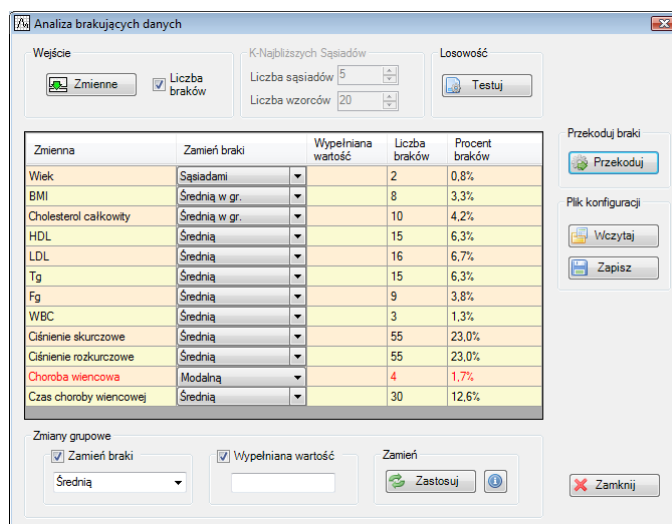 Analiza brakujących danych
Wejście
Zmienne
Liczba
braków
K-Najbliższych Sąsiadów
Liczba sąsiadów 5
Liczba wzorców 20
Losowość
Testuj
Zmienna Zamień braki Wypełniana wartość Liczba braków Procent braków
Wiek Sąsiadami 2 0,8%
BMI Średnią w gr. 8 3,3%
Cholesterol całkowity Średnią w gr. 10 4,2%
HDL Średnią 15 6,3%
LDL Średnią 16 6,7%
Tg Średnią 15 6,3%
Fg Średnią 9 3,8%
WBC Średnią 3 1,3%
Ciśnienie skurczowe Średnią 55 23,0%
Ciśnienie rozkurczowe Średnią 55 23,0%
Choroba wiencowa Modalną 4 1,7%
Czas choroby wiencowej Średnią 30 12,6%
Przekoduj braki
Przekoduj
Plik konfiguracji
Wczytaj
Zapisz
Zmiany grupowe
Zamień braki
Średnią
Wypełniana wartość
Zamień
Zastosuj
Zamknij